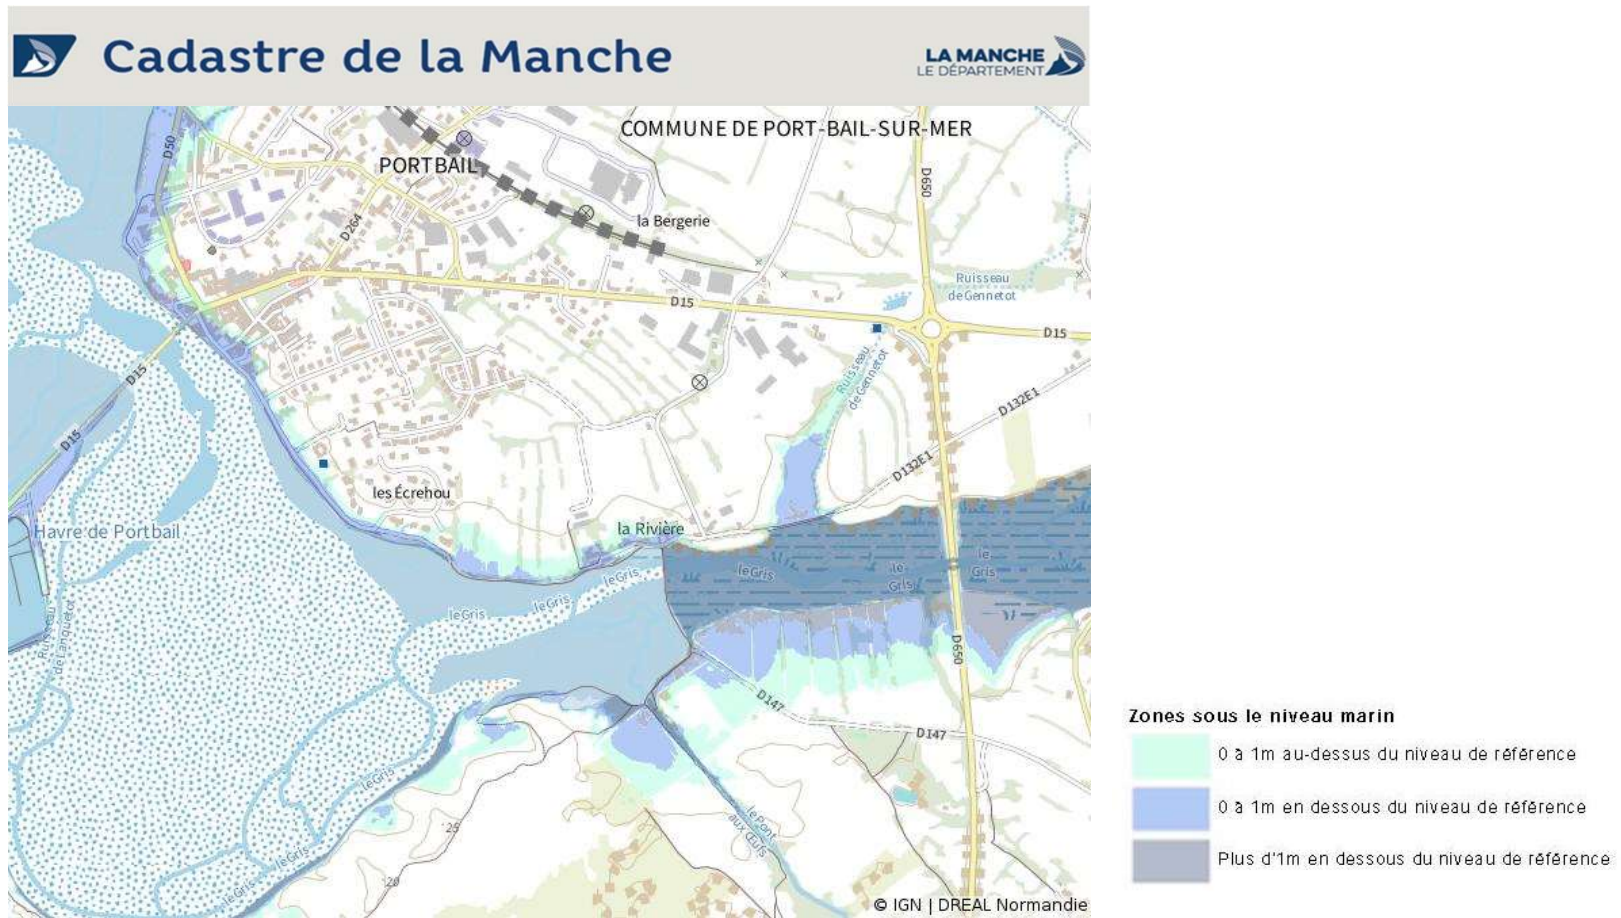 Cadastre de la Manche
LA MANCHE
LE DÉPARTEMENT
COMMUNE DE PORT-BAIL-SUR-MER
D50
PORTBAIL
D650
D264
la Bergerie
Ruisseau
de Gennetot
D15
D15
D15
Ruisseau
de Gennetot
D132E1
D15
D132E1
les Écrehou
la Rivière
Havre de Portbail
le Gris
le Gris
le Gris
le Gris
le
Gris
le
Gris
Ruisseau
de Lanquetot
D650
D147
D147
le Gris
25
le Pont
aux Œufs
le Gris
20
le Gris
© IGN | DREAL Normandie
Zones sous le niveau marin
0 à 1m au-dessus du niveau de référence
0 à 1m en dessous du niveau de référence
Plus d'1m en dessous du niveau de référence